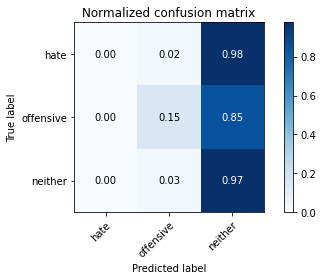 Normalized confusion matrix
hate 0.00 0.02 0.98
offensive 0.00 0.15 0.85
neither 0.00 0.03 0.97
hate offensive neither
True label
Predicted label
0.8
0.6
0.4
0.2
0.0